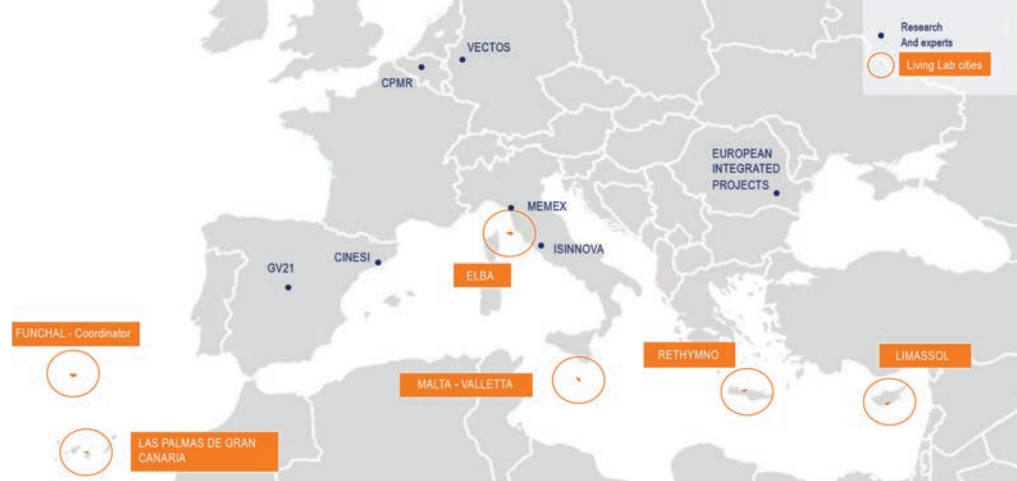 Research
And experts
Living Lab cities
VECTOS
CPMR
EUROPEAN
INTEGRATED
PROJECTS
MEMEX
ISINNOVA
CINESI
GV21
ELBA
FUNCHAL - Coordinator
RETHYMNO
LIMASSOL
MALTA - VALLETTA
LAS PALMAS DE GRAN
CANARIA